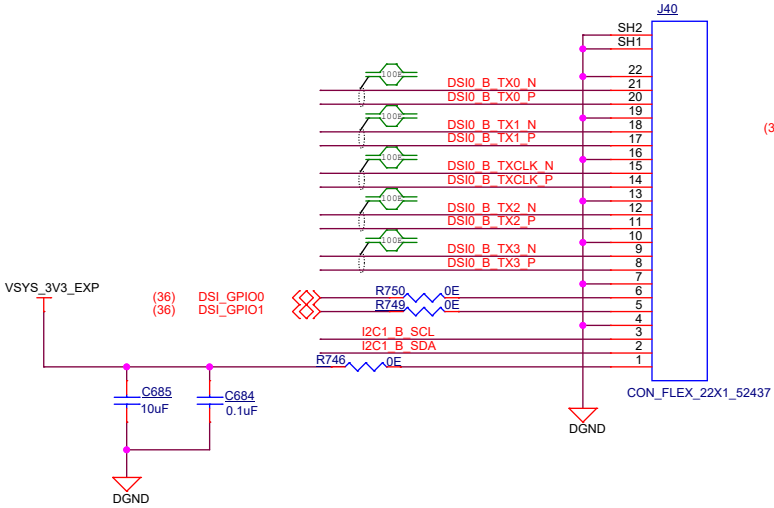 J40
SH2
SH1
22
100E
DSI0_B_TX0_N 21
DSI0_B_TX0_P 20
19
100E
DSI0_B_TX1_N 18
(3
DSI0_B_TX1_P 17
16
100E
DSI0_B_TXCLK_N 15
DSI0_B_TXCLK_P 14
13
100E
DSI0_B_TX2_N 12
DSI0_B_TX2_P 11
10
100E
DSI0_B_TX3_N 9
DSI0_B_TX3_P 8
7
VSYS_3V3_EXP
(36) DSI_GPIO0 R750 0E 6
(36) DSI_GPIO1 R749 0E 5
4
I2C1_B_SCL 3
I2C1_B_SDA 2
R746 0E 1
C685 C684
10uF 0.1uF
CON_FLEX_22X1_52437
DGND
DGND